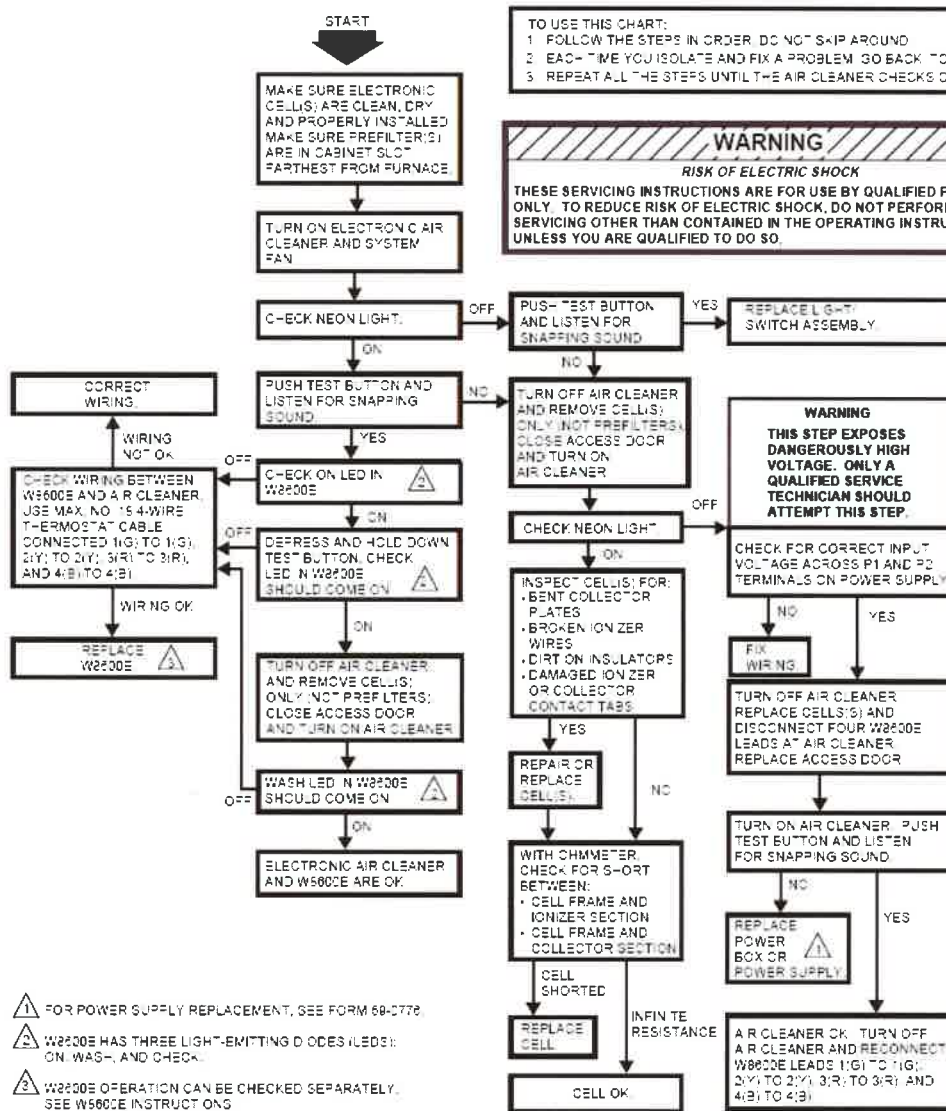 START
TO USE THIS CHART:
1 FOLLOW THE STEPS IN ORDER. DO NOT SKIP AROUND
2 EACH TIME YOU ISOLATE AND FIX A PROBLEM, GO BACK TO
3 REPEAT ALL THE STEPS UNTIL THE AIR CLEANER CHECKS
WARNING
RISK OF ELECTRIC SHOCK
THESE SERVICING INSTRUCTIONS ARE FOR USE BY QUALIFIED
ONLY. TO REDUCE RISK OF ELECTRIC SHOCK, DO NOT PERFORM
SERVICING OTHER THAN CONTAINED IN THE OPERATING
UNLESS YOU ARE QUALIFIED TO DO SO.
MAKE SURE ELECTRONIC
CELL(S) ARE CLEAN, DRY
AND PROPERLY INSTALLED
MAKE SURE PREFILTER(S)
ARE IN CABINET SLOT
FARTHEST FROM FURNACE.
TURN ON ELECTRONIC AIR
CLEANER AND SYSTEM
FAN
CHECK NEON LIGHT.
OFF
PUSH TEST BUTTON
AND LISTEN FOR
SNAPPING SOUND
YES
REPLACE LIGHT/
SWITCH ASSEMBLY.
ON
NO
PUSH TEST BUTTON AND
LISTEN FOR SNAPPING
SOUND
NO
TURN OFF AIR CLEANER
AND REMOVE CELL(S)
ONLY (NOT PREFILTERS).
CLOSE ACCESS DOOR
AND TURN ON
AIR CLEANER
YES
CORRECT
WIRING.
WIRING
NOT OK
CHECK WIRING BETWEEN
W8600E AND AIR CLEANER.
USE MAX. NO. 18 4-WIRE
THERMOSTAT CABLE
CONNECTED 1(G) TO 1(G),
2(Y) TO 2(Y), 3(R) TO 3(R),
AND 4(B) TO 4(B)
WIRING OK
REPLACE
W8600E 3
OFF
CHECK ON LED IN
W8600E 2
ON
OFF
DEPRESS AND HOLD DOWN
TEST BUTTON. CHECK
LED IN W8600E
SHOULD COME ON 2
ON
TURN OFF AIR CLEANER
AND REMOVE CELL(S)
ONLY (NOT PREFILTERS)
CLOSE ACCESS DOOR
AND TURN ON AIR CLEANER
OFF
WASH LED IN W8600E
SHOULD COME ON 2
ON
ELECTRONIC AIR CLEANER
AND W8600E ARE OK
CHECK NEON LIGHT.
OFF
ON
INSPECT CELL(S) FOR:
• BENT COLLECTOR
PLATES
• BROKEN IONIZER
WIRES
• DIRT ON INSULATORS
• DAMAGED IONIZER
OR COLLECTOR
CONTACT TABS
YES
NO
REPAIR OR
REPLACE
CELL(S).
WITH OHMMETER,
CHECK FOR SHORT
BETWEEN:
• CELL FRAME AND
IONIZER SECTION
• CELL FRAME AND
COLLECTOR SECTION
CELL
SHORTED
INFINITE
RESISTANCE
REPLACE
CELL
CELL OK.
WARNING
THIS STEP EXPOSES
DANGEROUSLY HIGH
VOLTAGE. ONLY A
QUALIFIED SERVICE
TECHNICIAN SHOULD
ATTEMPT THIS STEP.
CHECK FOR CORRECT INPUT
VOLTAGE ACROSS P1 AND P2
TERMINALS ON POWER SUPPLY
NO
YES
FIX
WIRING
TURN OFF AIR CLEANER
REPLACE CELLS(S) AND
DISCONNECT FOUR W8600E
LEADS AT AIR CLEANER
REPLACE ACCESS DOOR
TURN ON AIR CLEANER. PUSH
TEST BUTTON AND LISTEN
FOR SNAPPING SOUND.
NO
YES
REPLACE
POWER
BOX OR
POWER SUPPLY. 1
AIR CLEANER OK. TURN OFF
AIR CLEANER AND RECONNECT
W8600E LEADS 1(G) TO 1(G),
2(Y) TO 2(Y), 3(R) TO 3(R), AND
4(B) TO 4(B)
1 FOR POWER SUPPLY REPLACEMENT, SEE FORM 69-0776.
2 W8600E HAS THREE LIGHT-EMITTING DIODES (LEDS):
ON, WASH, AND CHECK.
3 W8600E OPERATION CAN BE CHECKED SEPARATELY.
SEE W8600E INSTRUCTIONS